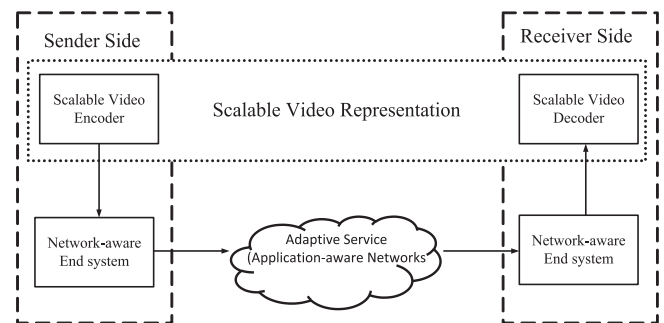 Sender Side
Receiver Side
Scalable Video
Encoder
Scalable Video Representation
Scalable Video
Decoder
Network-aware
End system
Adaptive Service
(Application-aware Networks
Network-aware
End system